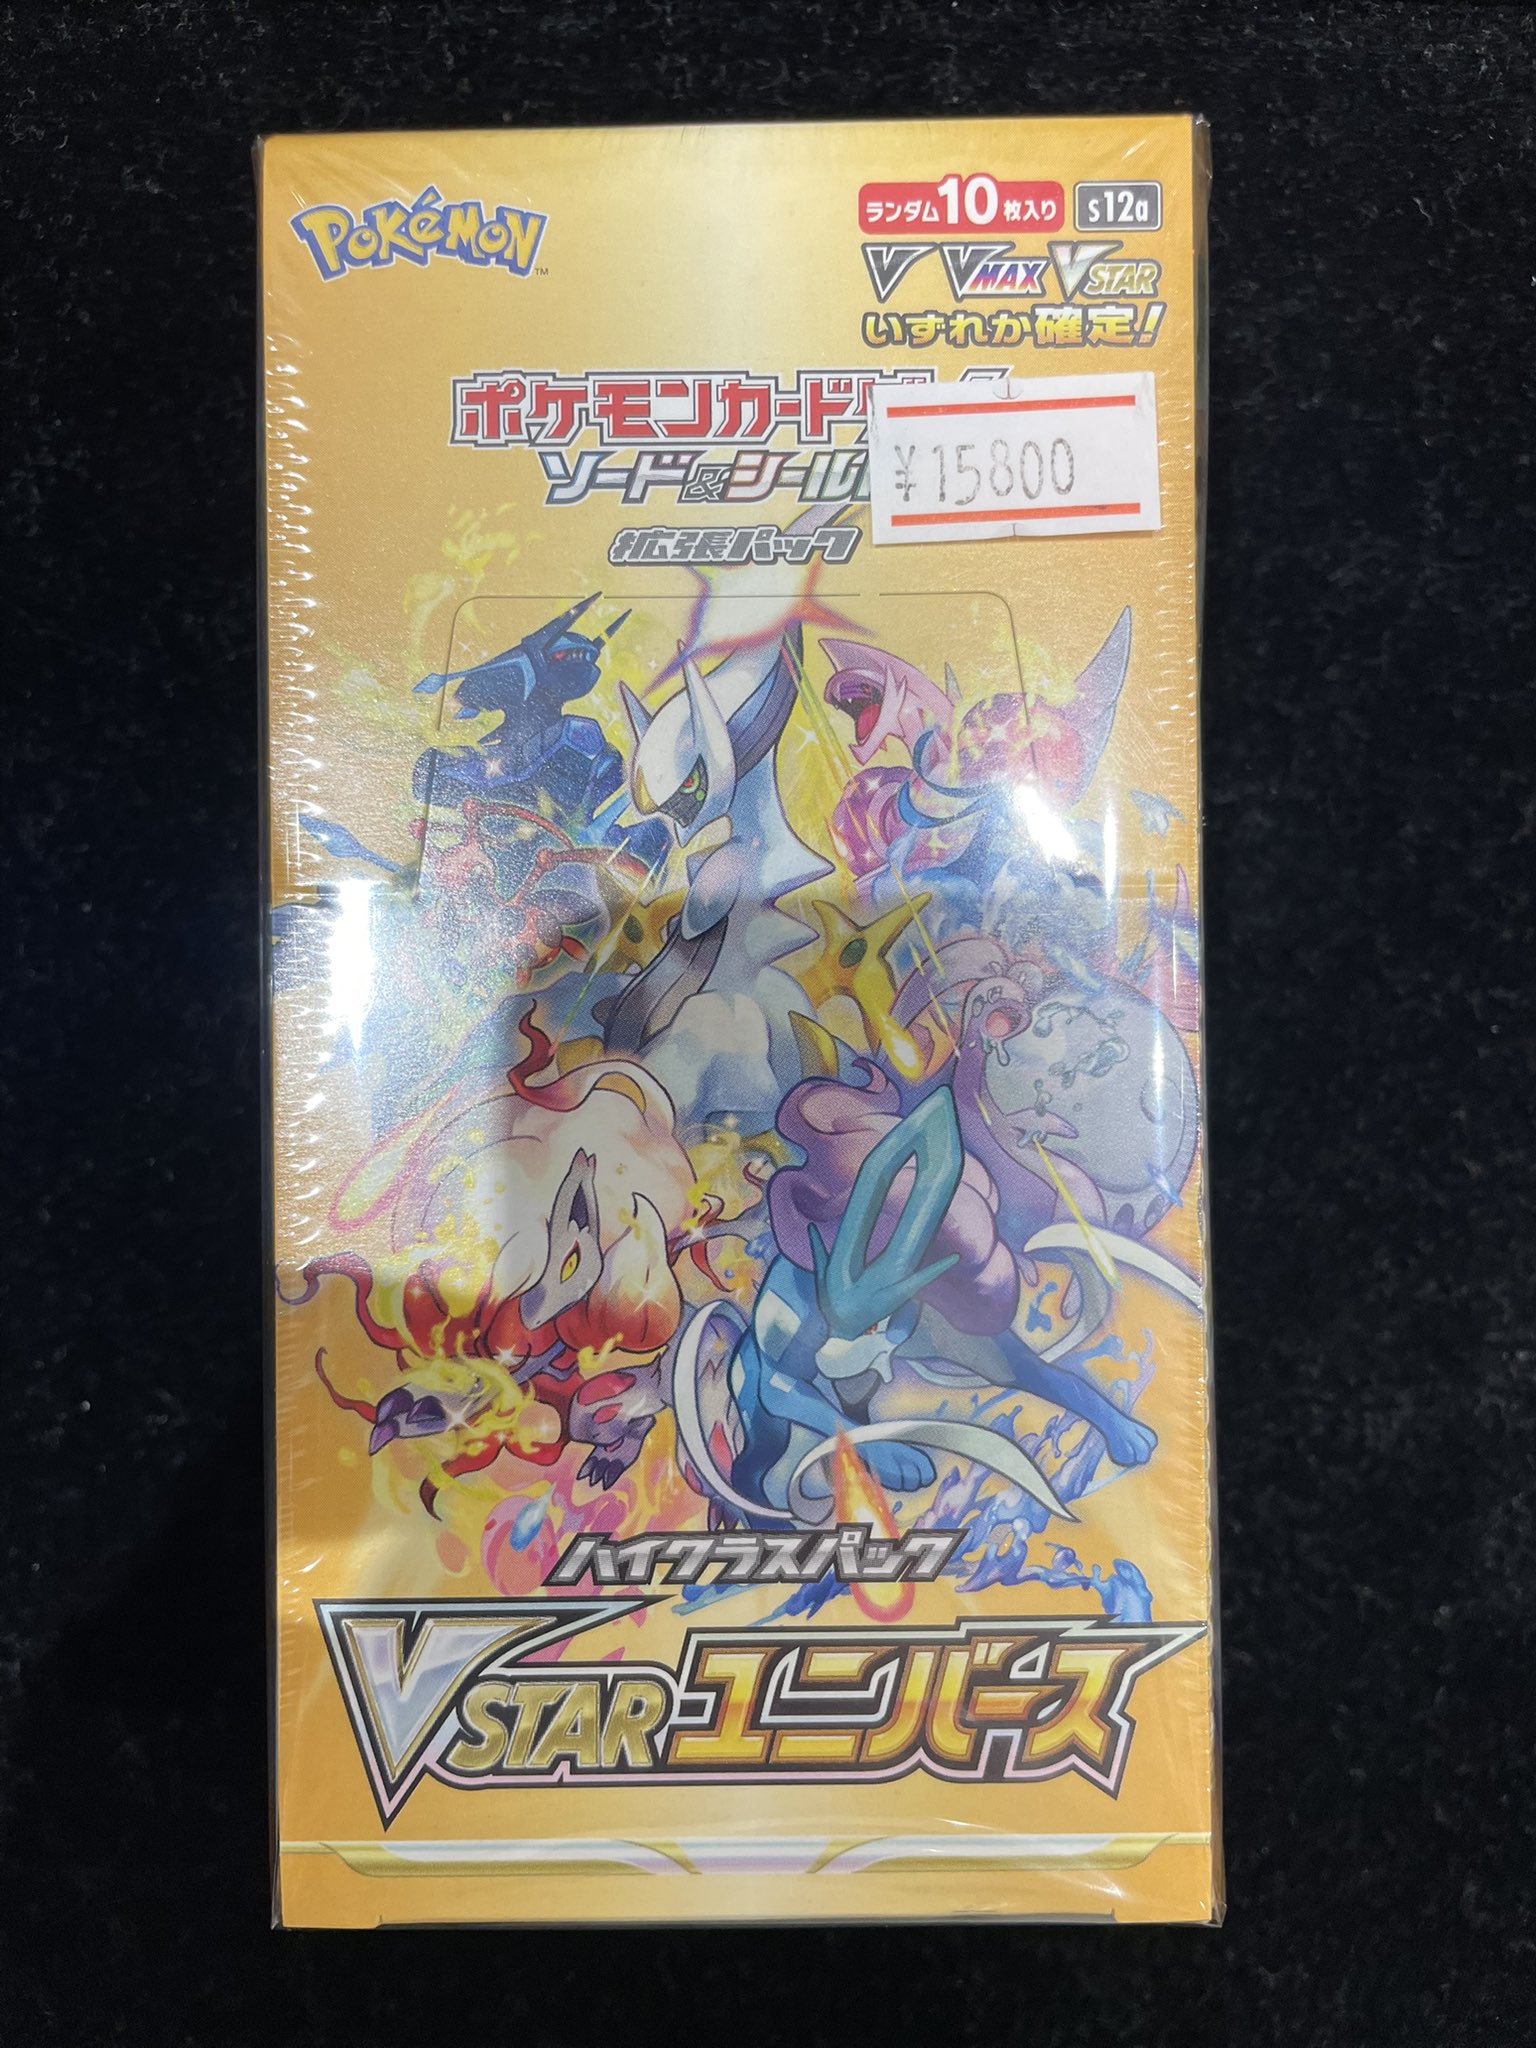 POKéMON
TM
ランダム10枚入り s12a
V VMAX VSTAR
いずれか確定!
ポケモンカード
¥15800
ソード&シール
拡張パック
ハイクラスパック
VSTARユニバース